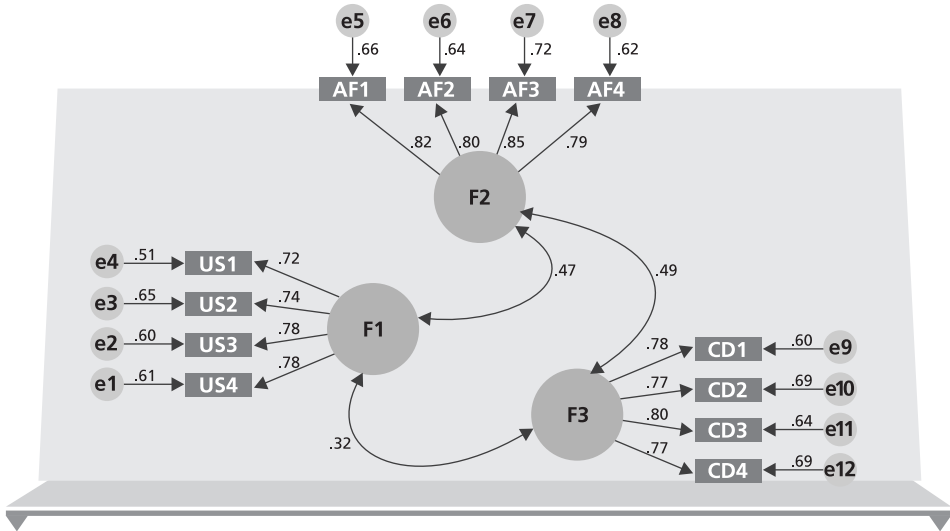 e5 e6 e7 e8
.66 .64 .72 .62
AF1 AF2 AF3 AF4
.82 .80 .85 .79
F2
e4 .51 US1 .72
e3 .65 US2 .74
e2 .60 US3 .78
e1 .61 US4 .78
F1
.47
.49
.32
F3
.78 CD1 .60 e9
.77 CD2 .69 e10
.80 CD3 .64 e11
.77 CD4 .69 e12